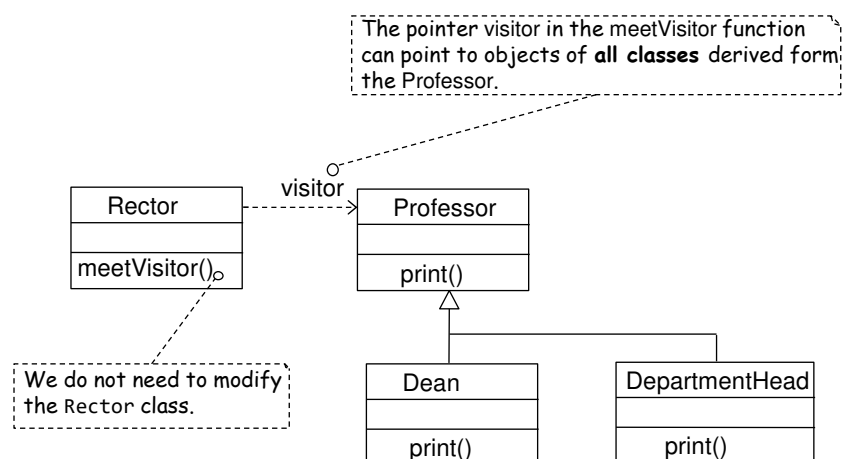 The pointer visitor in the meetVisitor function
can point to objects of all classes derived form
the Professor.
visitor
Rector
Professor
meetVisitor()
print()
We do not need to modify
the Rector class.
Dean
DepartmentHead
print()
print()